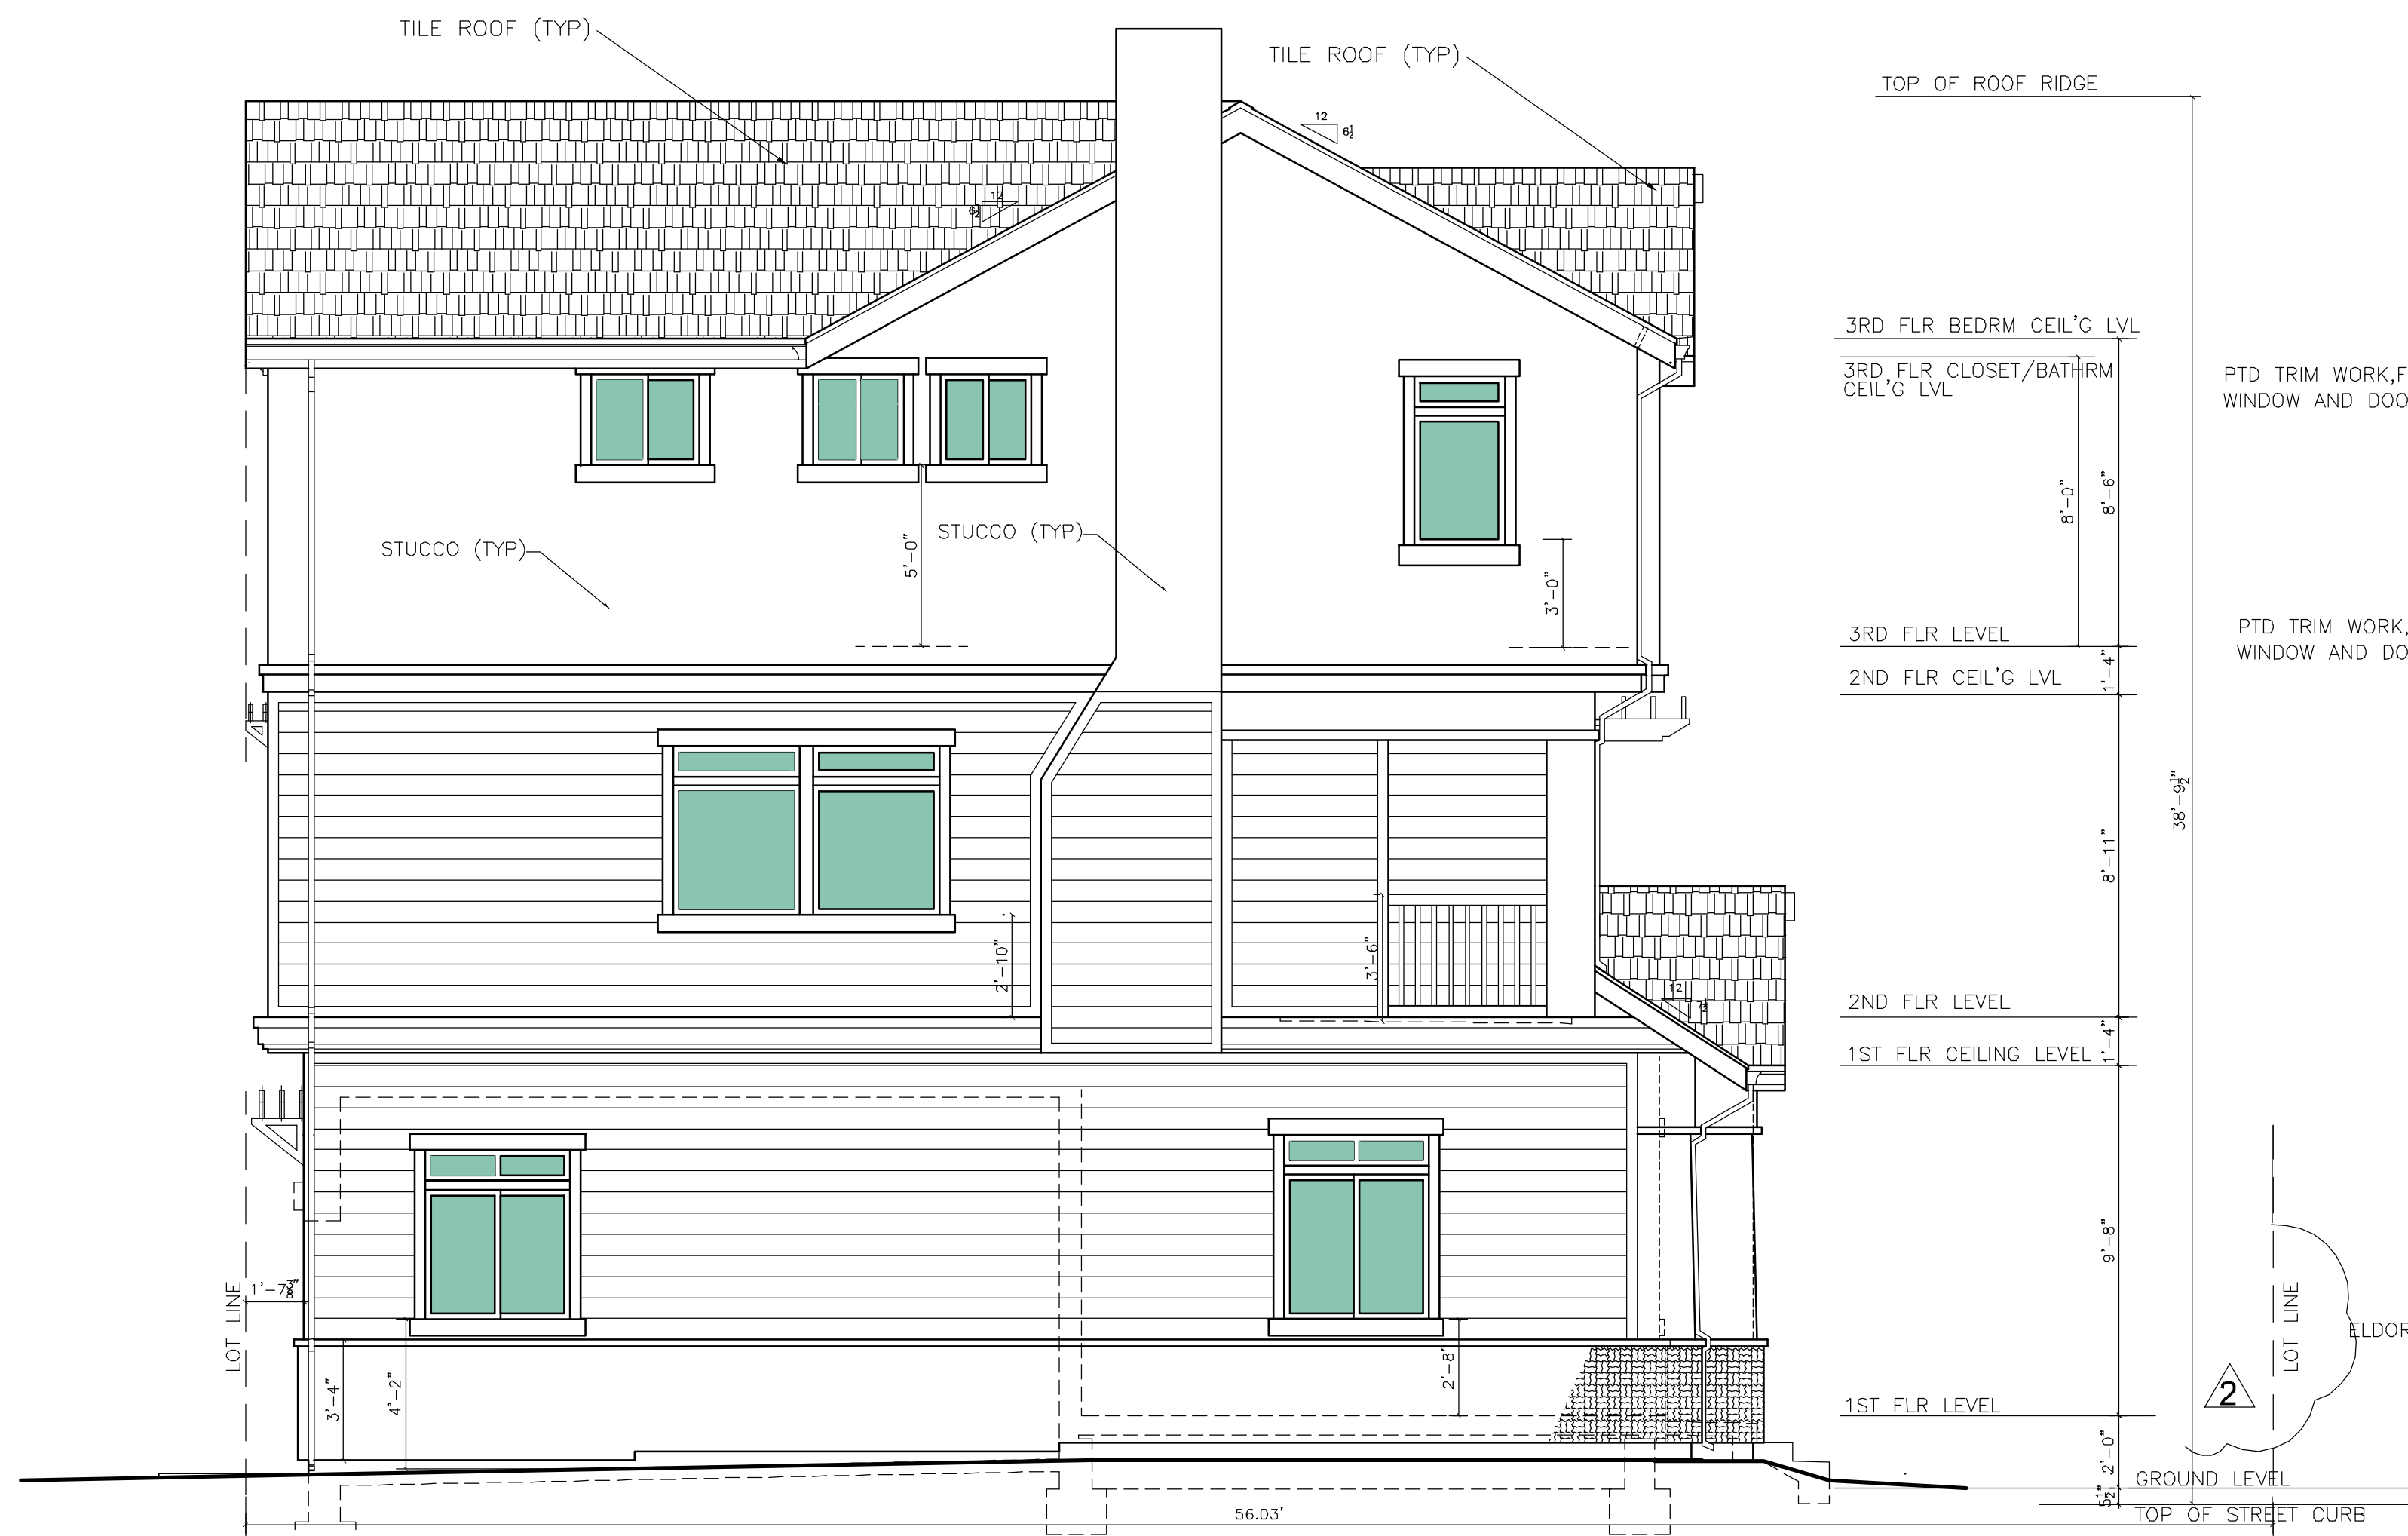 TILE ROOF (TYP)
TILE ROOF (TYP)
TOP OF ROOF RIDGE
12
6½
12
6½
3RD FLR BEDRM CEIL'G LVL
3RD FLR CLOSET/BATHRM
CEIL'G LVL
PTD TRIM WORK,F
WINDOW AND DOO
8'-0"
8'-6"
STUCCO (TYP)
STUCCO (TYP)
5'-0"
3'-0"
3RD FLR LEVEL
PTD TRIM WORK,
WINDOW AND DO
1'-4"
2ND FLR CEIL'G LVL
38'-9½"
8'-11"
2'-10"
3'-6"
12
7½
2ND FLR LEVEL
1'-4"
1ST FLR CEILING LEVEL
9'-8"
1'-7⅜"
LOT LINE
LOT LINE
ELDOR
3'-4"
4'-2"
2'-8"
2
1ST FLR LEVEL
2'-0"
GROUND LEVEL
5½"
TOP OF STREET CURB
56.03'